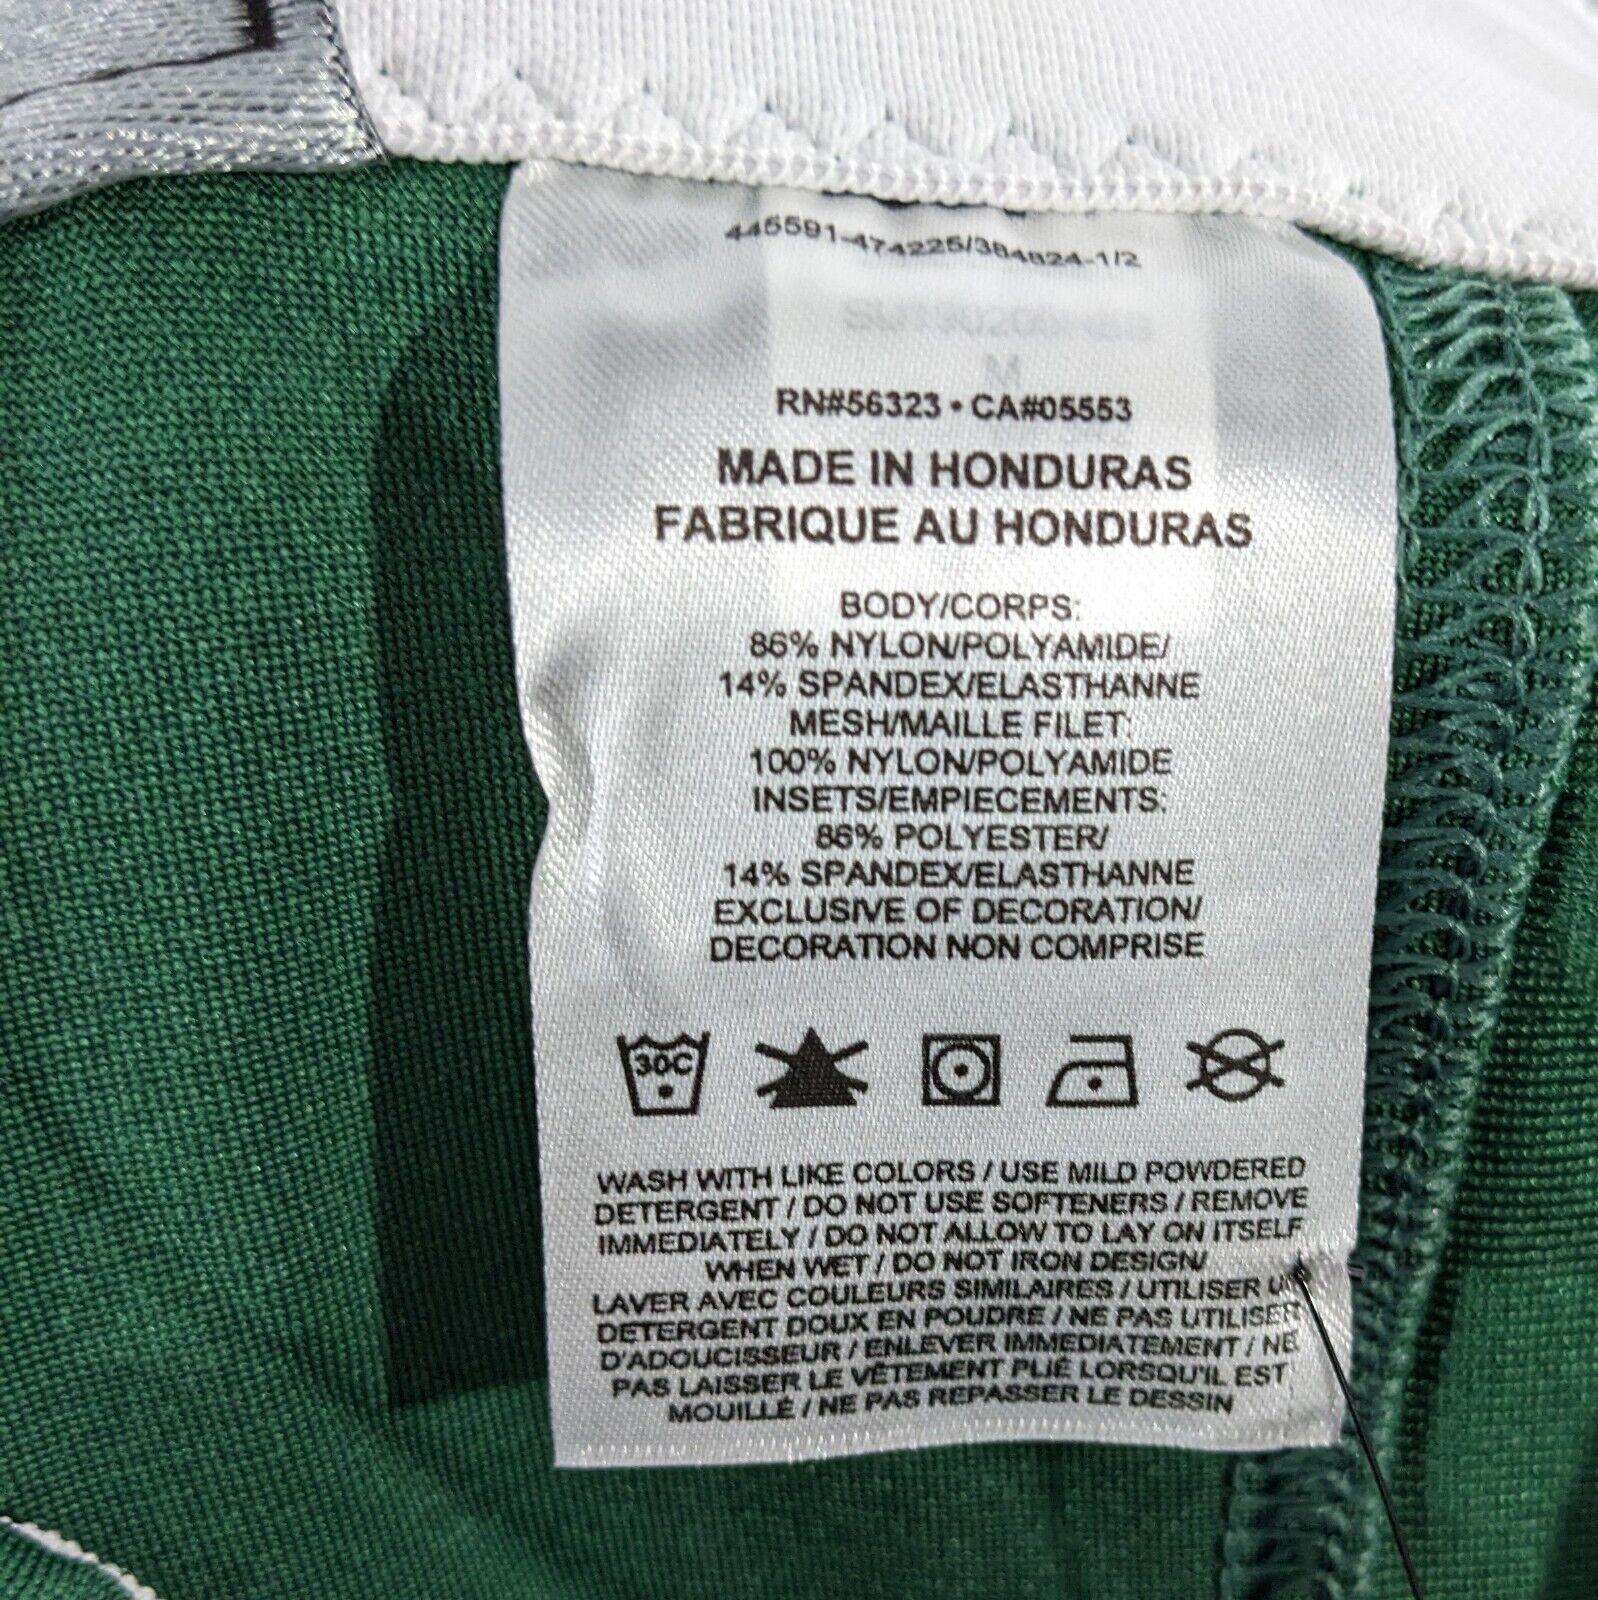 445591-474225/384824-1/2
M
RN#56323 • CA#05553
MADE IN HONDURAS
FABRIQUE AU HONDURAS
BODY/CORPS:
86% NYLON/POLYAMIDE/
14% SPANDEX/ELASTHANNE
MESH/MAILLE FILET:
100% NYLON/POLYAMIDE
INSETS/EMPIECEMENTS:
86% POLYESTER/
14% SPANDEX/ELASTHANNE
EXCLUSIVE OF DECORATION/
DECORATION NON COMPRISE
30C
WASH WITH LIKE COLORS / USE MILD POWDERED
DETERGENT / DO NOT USE SOFTENERS / REMOVE
IMMEDIATELY / DO NOT ALLOW TO LAY ON ITSELF
WHEN WET / DO NOT IRON DESIGN/
LAVER AVEC COULEURS SIMILAIRES / UTILISER UN
DETERGENT DOUX EN POUDRE / NE PAS UTILISER
D'ADOUCISSEUR / ENLEVER IMMEDIATEMENT / NE
PAS LAISSER LE VÊTEMENT PLIÉ LORSQU'IL EST
MOUILLÉ / NE PAS REPASSER LE DESSIN